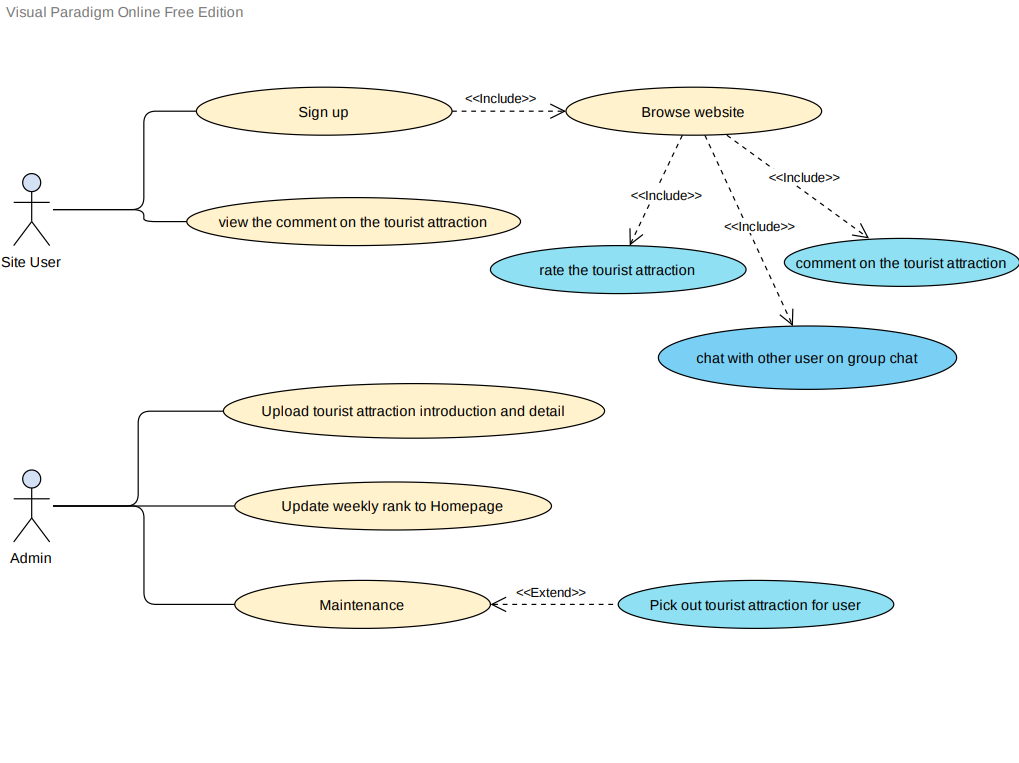 Visual Paradigm Online Free Edition
<<Include>>
Sign up
Browse website
<<Include>>
<<Include>>
view the comment on the tourist attraction
<<Include>>
Site User
rate the tourist attraction
comment on the tourist attraction
chat with other user on group chat
Upload tourist attraction introduction and detail
Update weekly rank to Homepage
Admin
<<Extend>>
Maintenance
Pick out tourist attraction for user